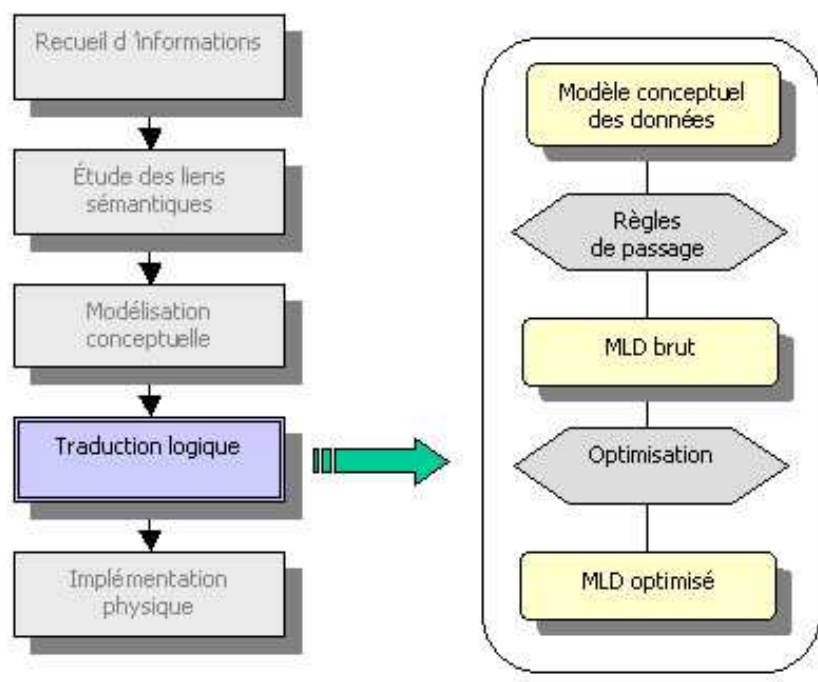 Recueil d 'informations
Étude des liens
sémantiques
Modélisation
conceptuelle
Traduction logique
Implémentation
physique
Modèle conceptuel
des données
Règles
de passage
MLD brut
Optimisation
MLD optimisé